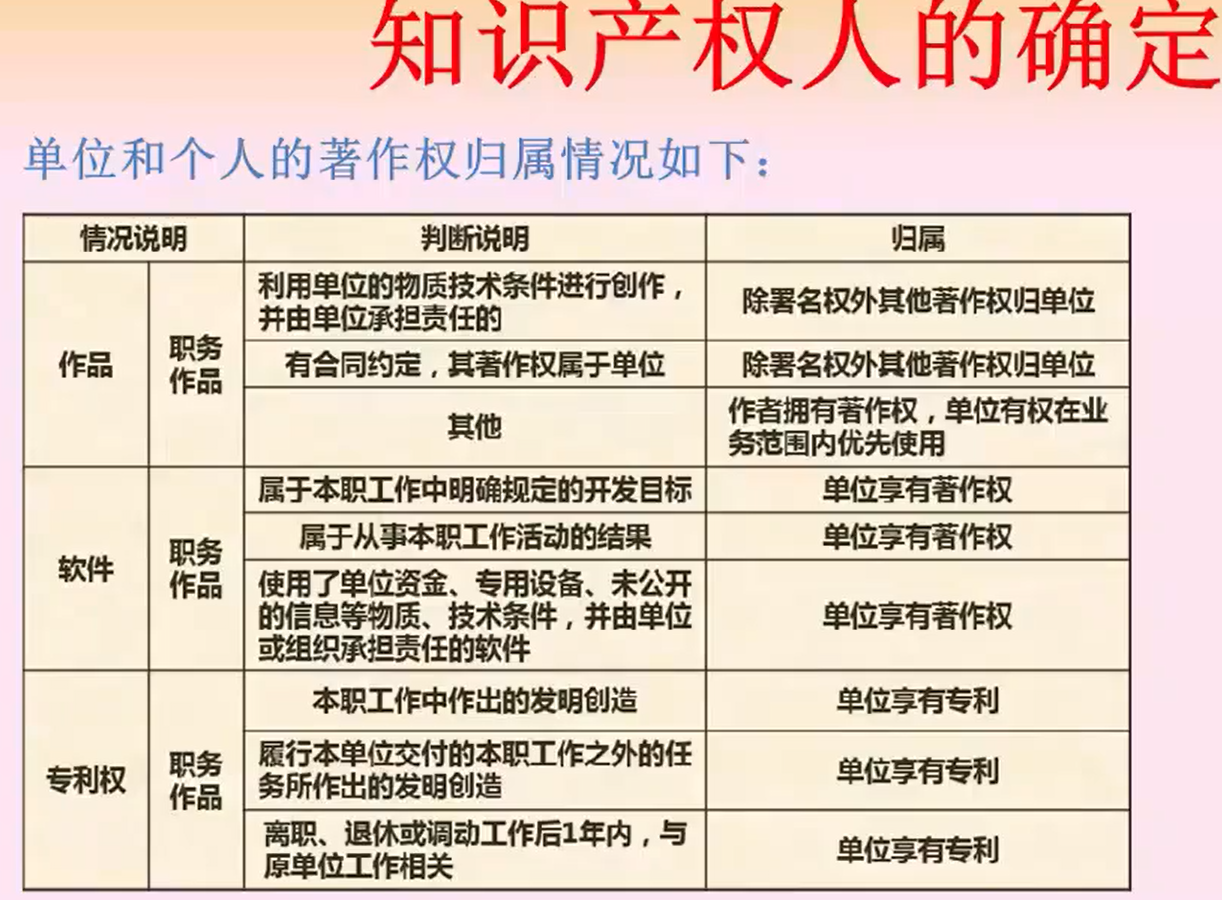 知识产权人的确定
单位和个人的著作权归属情况如下：
情况说明 判断说明 归属
作品
职务
作品
利用单位的物质技术条件进行创作，
并由单位承担责任的
除署名权外其他著作权归单位
有合同约定，其著作权属于单位
除署名权外其他著作权归单位
其他
作者拥有著作权，单位有权在业
务范围内优先使用
软件
职务
作品
属于本职工作中明确规定的开发目标
单位享有著作权
属于从事本职工作活动的结果
单位享有著作权
使用了单位资金、专用设备、未公开
的信息等物质、技术条件，并由单位
或组织承担责任的软件
单位享有著作权
专利权
职务
作品
本职工作中作出的发明创造
单位享有专利
履行本单位交付的本职工作之外的任
务所作出的发明创造
单位享有专利
离职、退休或调动工作后1年内，与
原单位工作相关
单位享有专利